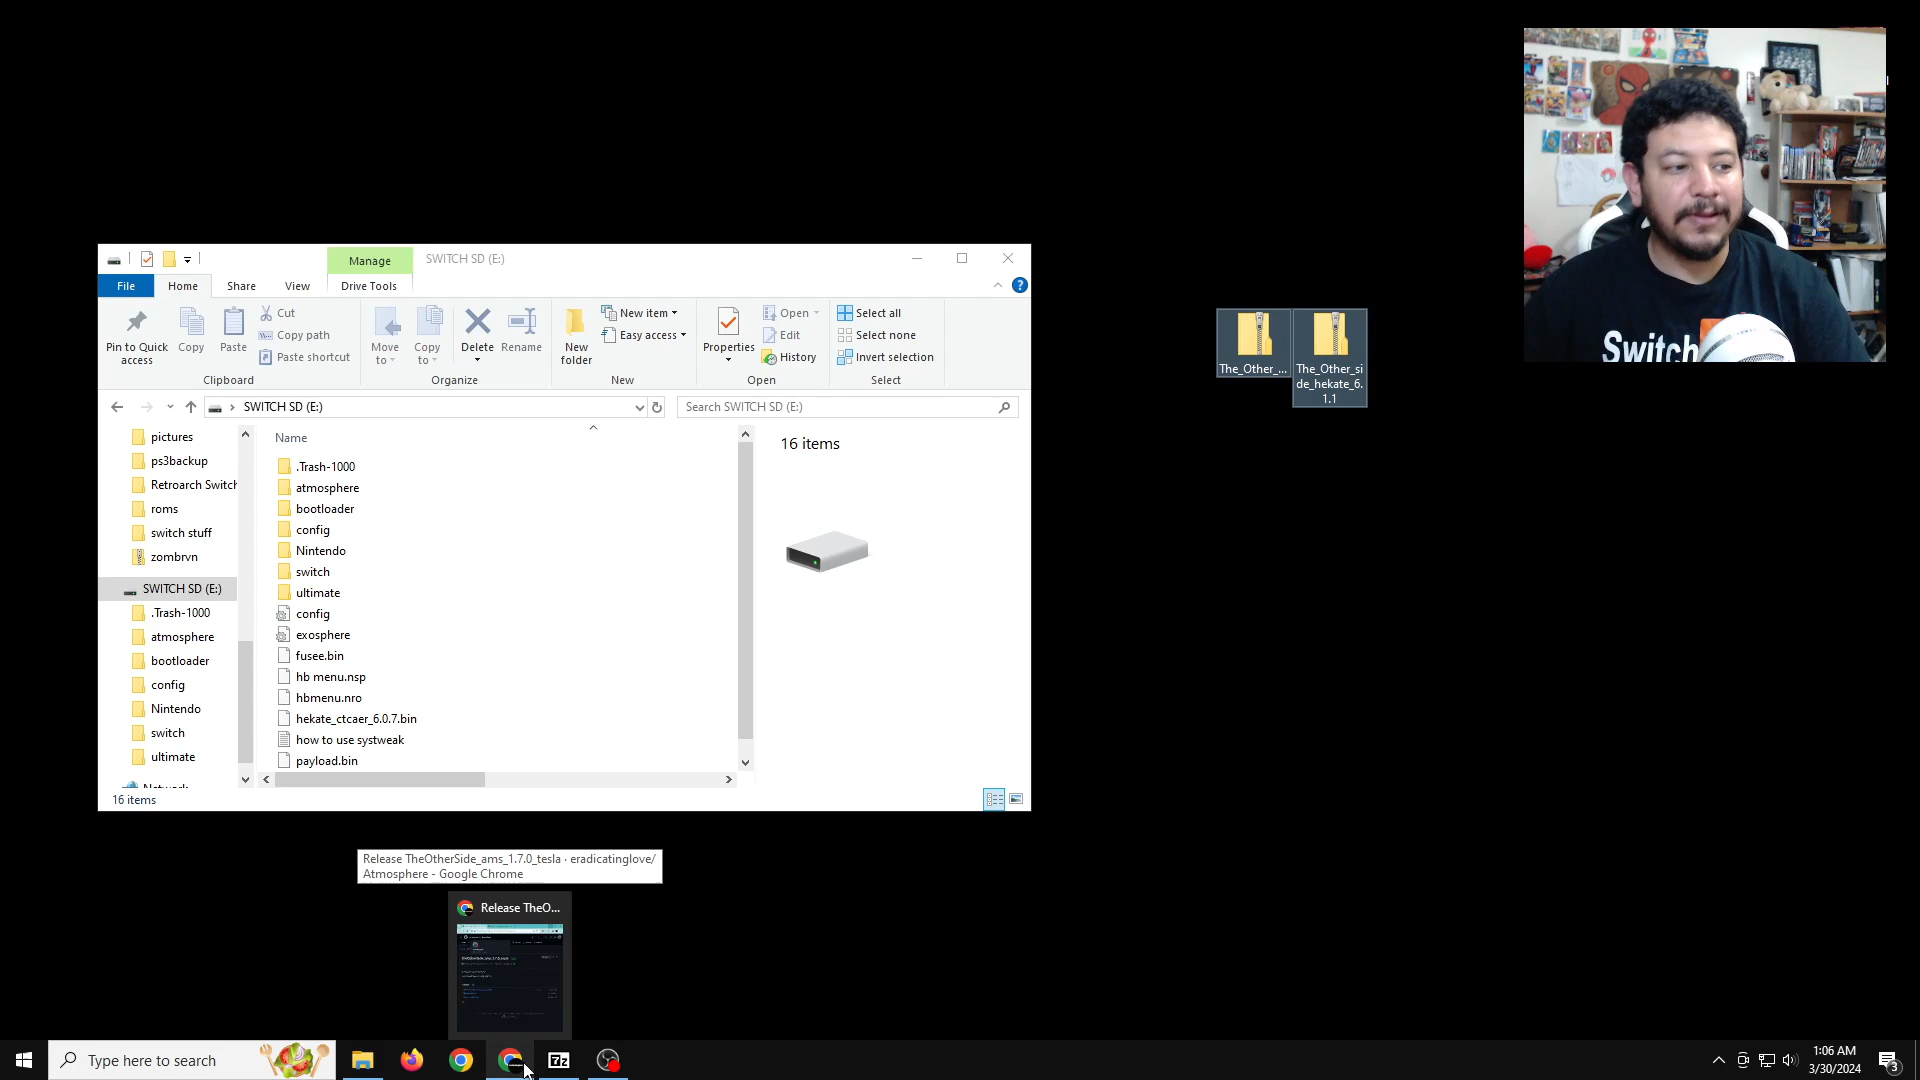 Manage
SWITCH SD (E:)
File
Home
Share
View
Drive Tools
Pin to Quick
access
Copy
Paste
Cut
Copy path
Paste shortcut
Clipboard
Move
to
Copy
to
Delete
Rename
Organize
New
folder
New item
Easy access
New
Properties
Open
Edit
History
Open
Select all
Select none
Invert selection
Select
SWITCH SD (E:)
Search SWITCH SD (E:)
pictures
ps3backup
Retroarch Switch
roms
switch stuff
zombrvn
SWITCH SD (E:)
.Trash-1000
atmosphere
bootloader
config
Nintendo
switch
ultimate
Name
.Trash-1000
atmosphere
bootloader
config
Nintendo
switch
ultimate
config
exosphere
fusee.bin
hb menu.nsp
hbmenu.nro
hekate_ctcaer_6.0.7.bin
how to use systweak
payload.bin
16 items
16 items
The_Other_...
The_Other_si
de_hekate_6.
1.1
Switch
Release TheOtherSide_ams_1.7.0_tesla · eradicatinglove/
Atmosphere - Google Chrome
Release TheO...
Type here to search
7z
1:06 AM
3/30/2024
3